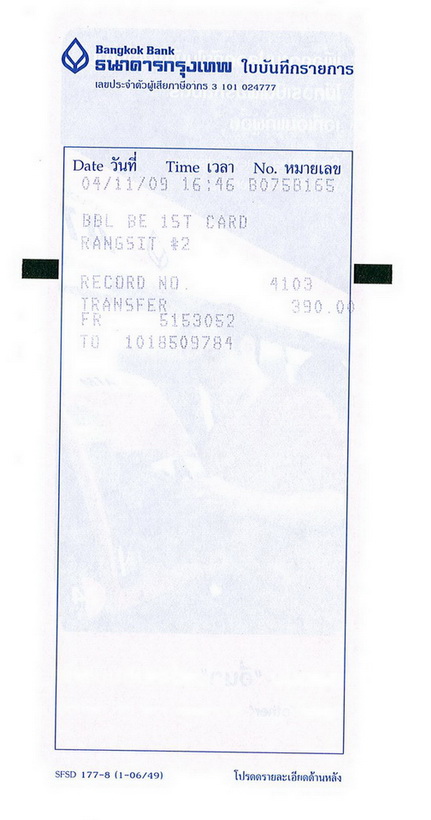 Bangkok Bank
ธนาคารกรุงเทพ ใบบันทึกรายการ
เลขประจำตัวผู้เสียภาษีอากร 3 101 024777
Date วันที่ Time เวลา No. หมายเลข
04/11/09 16:46 B075B165
BBL BE 1ST CARD
RANGSIT #2
RECORD NO. 4103
TRANSFER 390.00
FR 5153052
TO 1018509784
SFSD 177-8 (1-06/49) โปรดดูรายละเอียดด้านหลัง